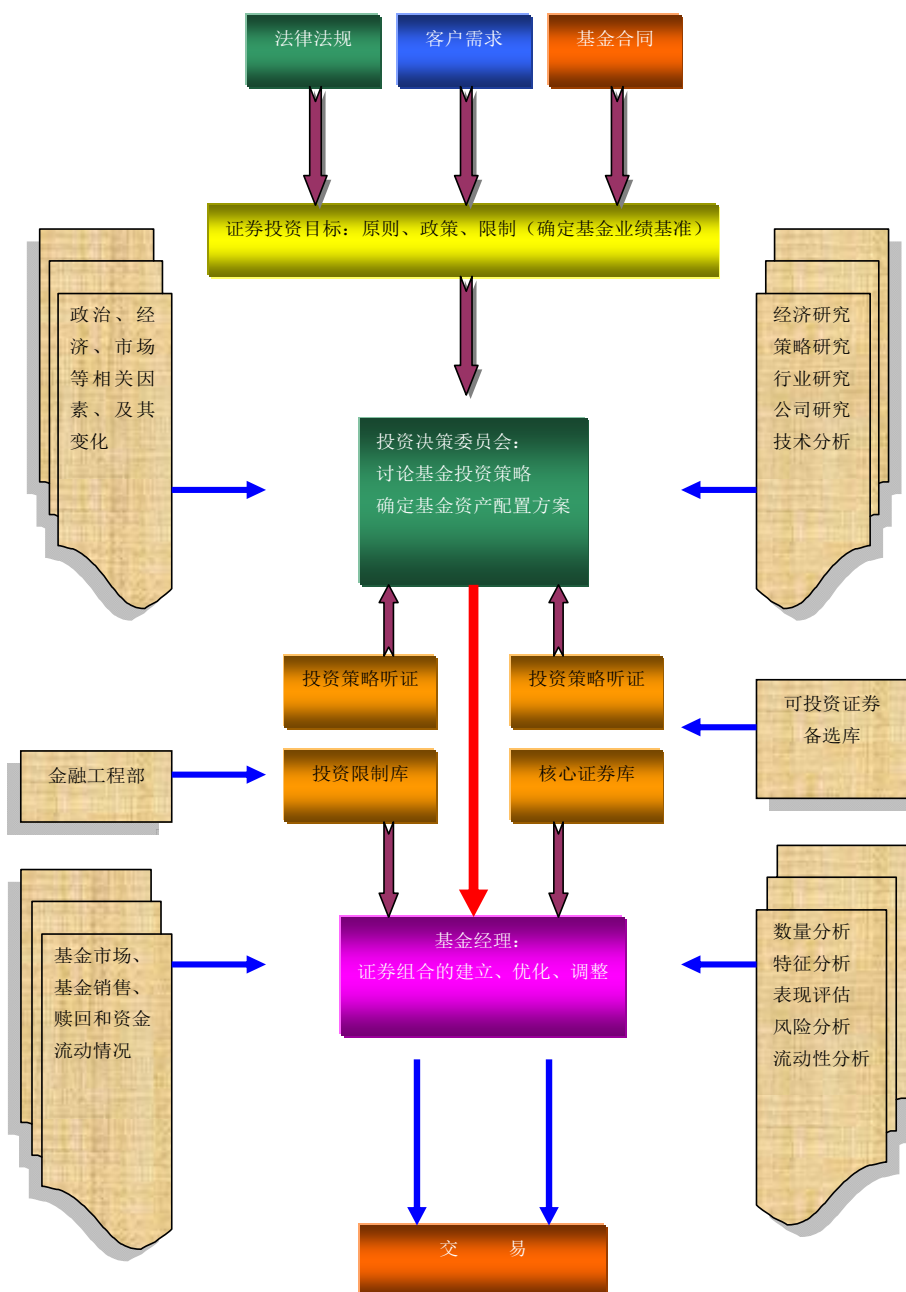 法律法规
客户需求
基金合同
证券投资目标：原则、政策、限制（确定基金业绩基准）
政治、经
济、市场
等相关因
素、及其
变化
经济研究
策略研究
行业研究
公司研究
技术分析
投资决策委员会：
讨论基金投资策略
确定基金资产配置方案
投资策略听证
投资策略听证
可投资证券
备选库
金融工程部
投资限制库
核心证券库
基金经理：
证券组合的建立、优化、调整
基金市场、
基金销售、
赎回和资金
流动情况
数量分析
特征分析
表现评估
风险分析
流动性分析
交 易